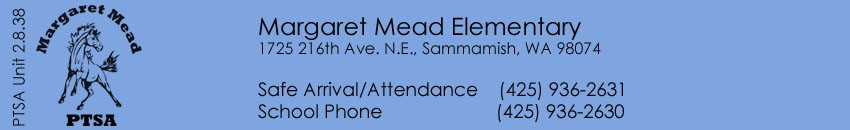 PTSA Unit 2.8.38
Margaret Mead
PTSA
Margaret Mead Elementary
1725 216th Ave. N.E., Sammamish, WA 98074
Safe Arrival/Attendance (425) 936-2631
School Phone (425) 936-2630